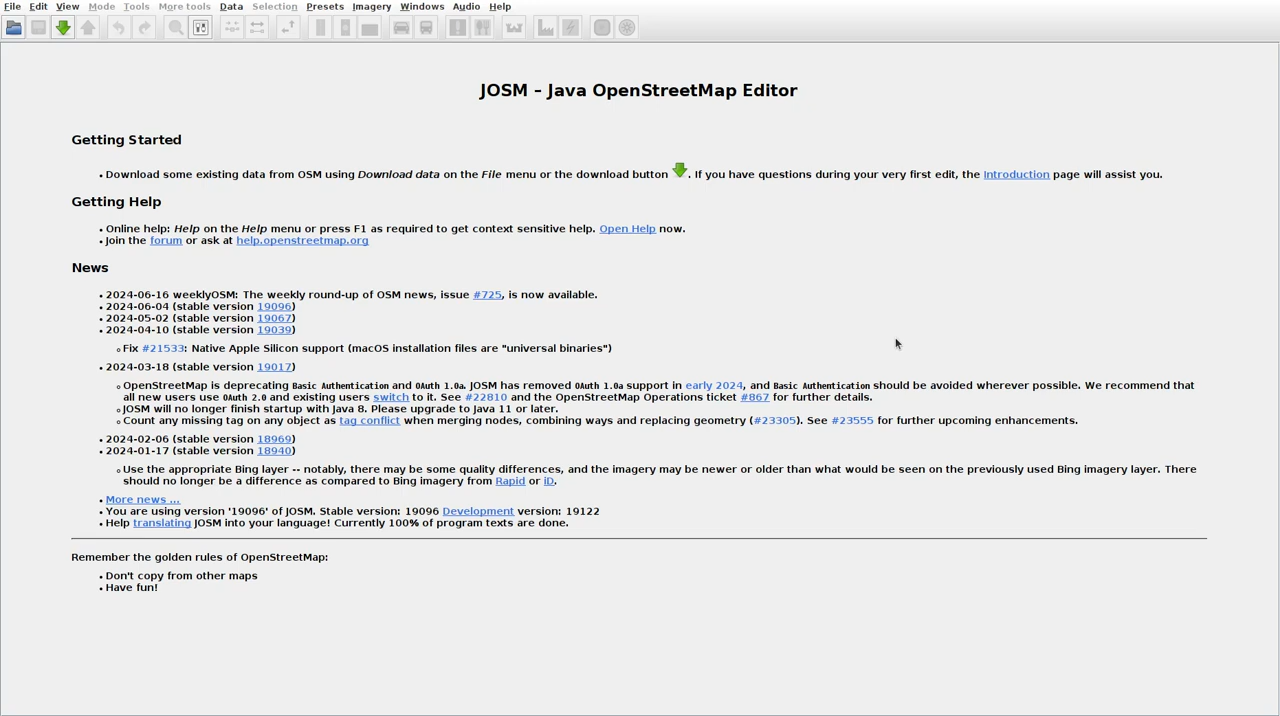 File Edit View Mode Tools More tools Data Selection Presets Imagery Windows Audio Help
JOSM – Java OpenStreetMap Editor
Getting Started
• Download some existing data from OSM using Download data on the File menu or the download button . If you have questions during your very first edit, the Introduction page will assist you.
Getting Help
• Online help: Help on the Help menu or press F1 as required to get context sensitive help. Open Help now.
• Join the forum or ask at help.openstreetmap.org
News
• 2024-06-16 weeklyOSM: The weekly round-up of OSM news, issue #725, is now available.
• 2024-06-04 (stable version 19096)
• 2024-05-02 (stable version 19067)
• 2024-04-10 (stable version 19039)
◦ Fix #21533: Native Apple Silicon support (macOS installation files are "universal binaries")
• 2024-03-18 (stable version 19017)
◦ OpenStreetMap is deprecating Basic Authentication and OAuth 1.0a. JOSM has removed OAuth 1.0a support in early 2024, and Basic Authentication should be avoided wherever possible. We recommend that
all new users use OAuth 2.0 and existing users switch to it. See #22810 and the OpenStreetMap Operations ticket #867 for further details.
◦ JOSM will no longer finish startup with Java 8. Please upgrade to Java 11 or later.
◦ Count any missing tag on any object as tag conflict when merging nodes, combining ways and replacing geometry (#23305). See #23555 for further upcoming enhancements.
• 2024-02-06 (stable version 18969)
• 2024-01-17 (stable version 18940)
◦ Use the appropriate Bing layer -- notably, there may be some quality differences, and the imagery may be newer or older than what would be seen on the previously used Bing imagery layer. There
should no longer be a difference as compared to Bing imagery from Rapid or iD.
• More news ...
• You are using version '19096' of JOSM. Stable version: 19096 Development version: 19122
• Help translating JOSM into your language! Currently 100% of program texts are done.
Remember the golden rules of OpenStreetMap:
• Don't copy from other maps
• Have fun!